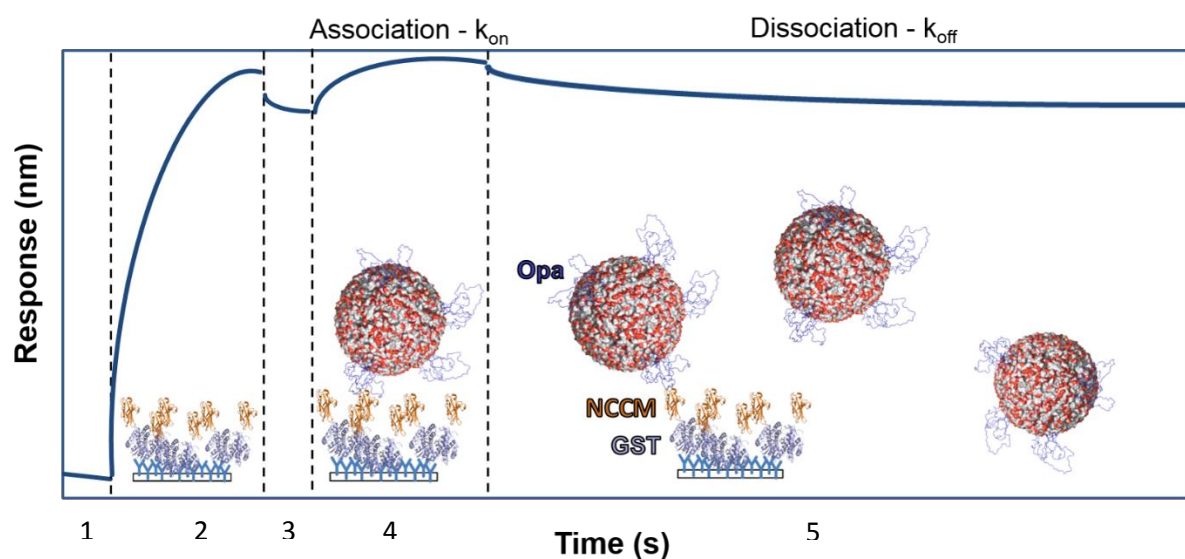 Association - kon
Dissociation - koff
Response (nm)
Opa
NCCM
GST
1 2 3 4 5
Time (s)